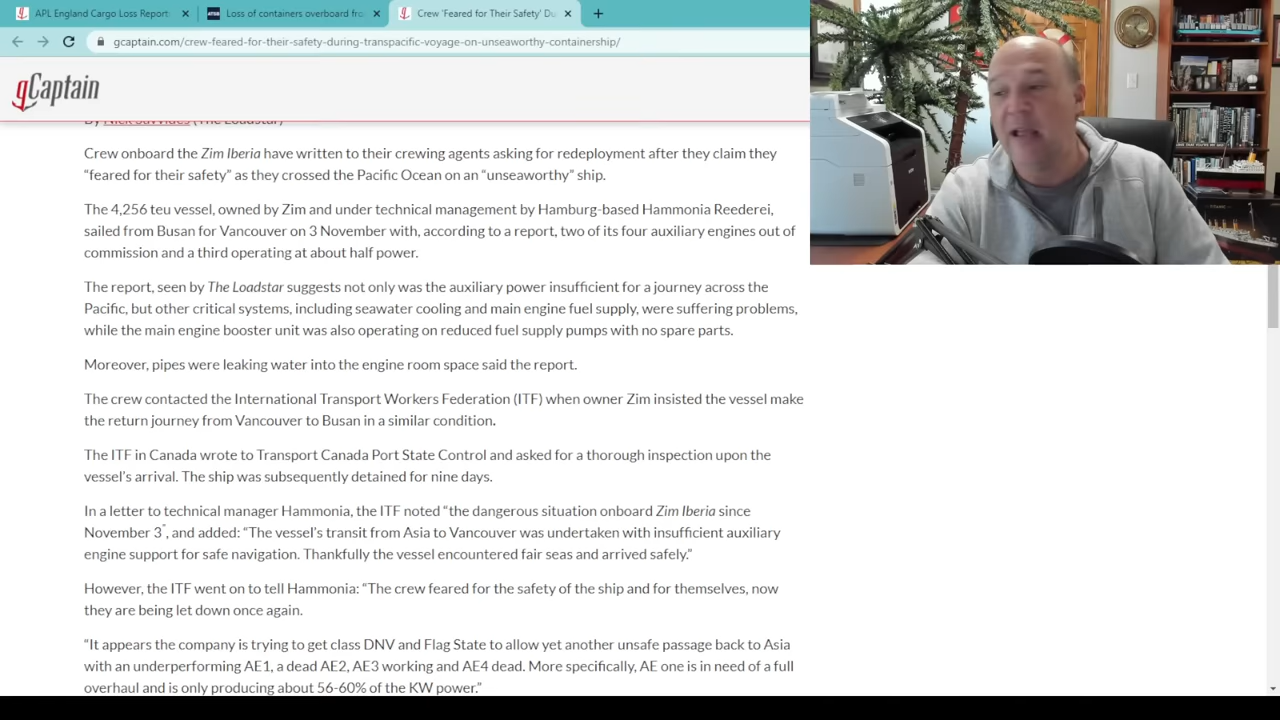 APL England Cargo Loss Report
ATSB Loss of containers overboard fro
Crew 'Feared for Their Safety' Du
gcaptain.com/crew-feared-for-their-safety-during-transpacific-voyage-on-unseaworthy-containership/
gCaptain
By Nick Savvides (The Loadstar)
Crew onboard the Zim Iberia have written to their crewing agents asking for redeployment after they claim they
“feared for their safety” as they crossed the Pacific Ocean on an “unseaworthy” ship.
The 4,256 teu vessel, owned by Zim and under technical management by Hamburg-based Hammonia Reederei,
sailed from Busan for Vancouver on 3 November with, according to a report, two of its four auxiliary engines out of
commission and a third operating at about half power.
The report, seen by The Loadstar suggests not only was the auxiliary power insufficient for a journey across the
Pacific, but other critical systems, including seawater cooling and main engine fuel supply, were suffering problems,
while the main engine booster unit was also operating on reduced fuel supply pumps with no spare parts.
Moreover, pipes were leaking water into the engine room space said the report.
The crew contacted the International Transport Workers Federation (ITF) when owner Zim insisted the vessel make
the return journey from Vancouver to Busan in a similar condition.
The ITF in Canada wrote to Transport Canada Port State Control and asked for a thorough inspection upon the
vessel’s arrival. The ship was subsequently detained for nine days.
In a letter to technical manager Hammonia, the ITF noted “the dangerous situation onboard Zim Iberia since
November 3”, and added: “The vessel’s transit from Asia to Vancouver was undertaken with insufficient auxiliary
engine support for safe navigation. Thankfully the vessel encountered fair seas and arrived safely.”
However, the ITF went on to tell Hammonia: “The crew feared for the safety of the ship and for themselves, now
they are being let down once again.
“It appears the company is trying to get class DNV and Flag State to allow yet another unsafe passage back to Asia
with an underperforming AE1, a dead AE2, AE3 working and AE4 dead. More specifically, AE one is in need of a full
overhaul and is only producing about 56-60% of the KW power.”